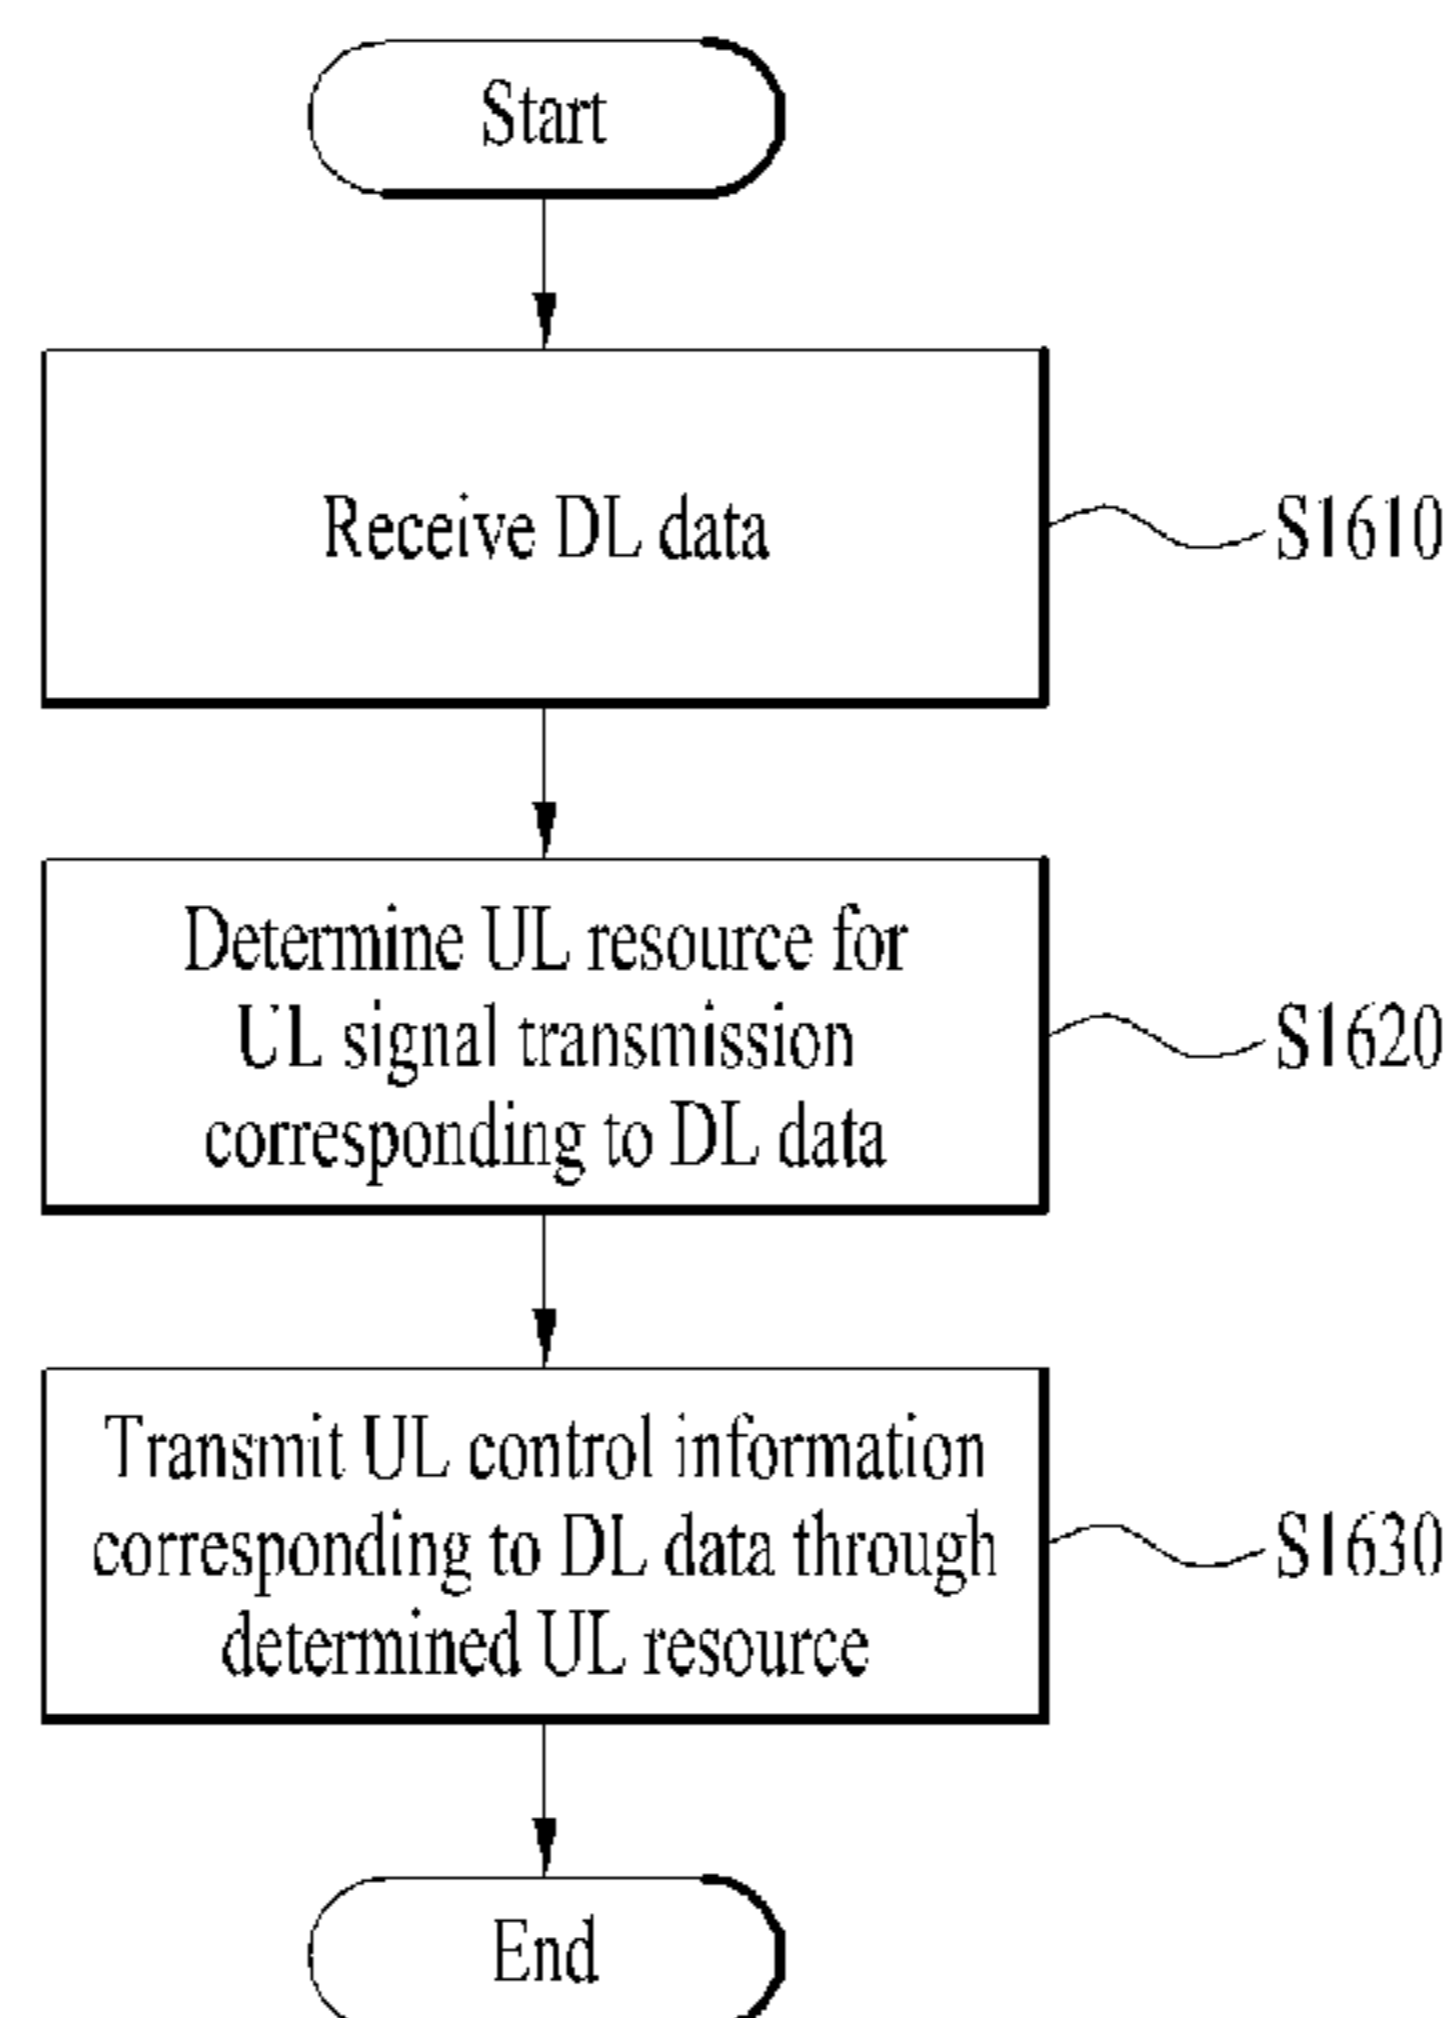 Start
Receive DL data
S1610
Determine UL resource for
UL signal transmission
corresponding to DL data
S1620
Transmit UL control information
corresponding to DL data through
determined UL resource
S1630
End